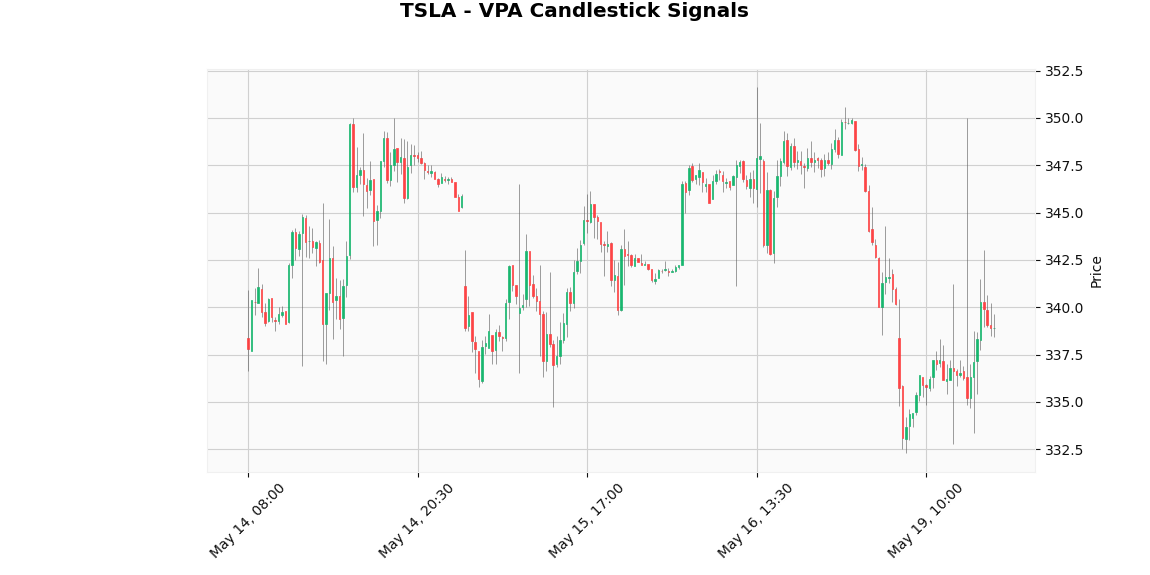 TSLA - VPA Candlestick Signals
352.5
350.0
347.5
345.0
342.5
340.0
337.5
335.0
332.5
Price
May 14, 08:00
May 14, 20:30
May 15, 17:00
May 16, 13:30
May 19, 10:00